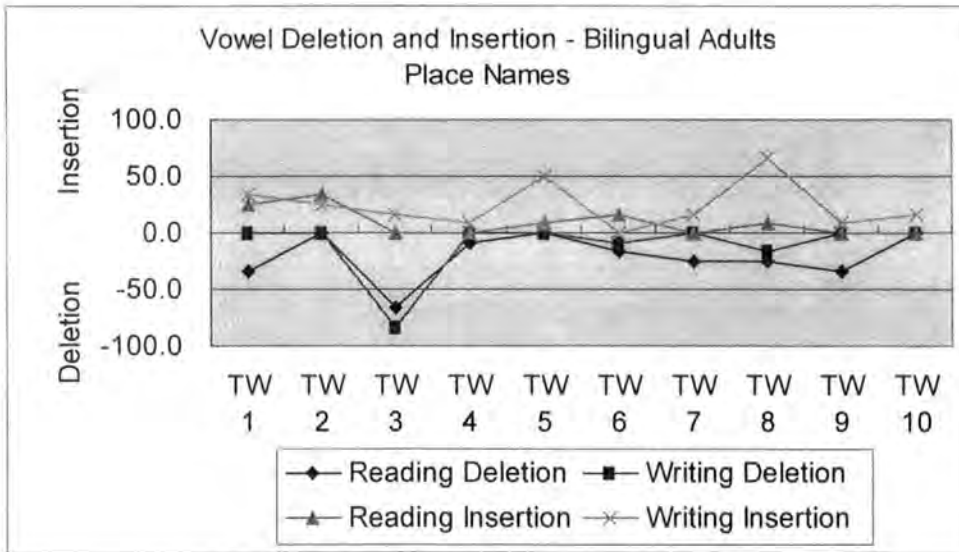 Vowel Deletion and Insertion - Bilingual Adults
Place Names
Insertion
Deletion
100.0
50.0
0.0
-50.0
-100.0
TW TW TW TW TW TW TW TW TW TW
1 2 3 4 5 6 7 8 9 10
Reading Deletion Writing Deletion
Reading Insertion Writing Insertion